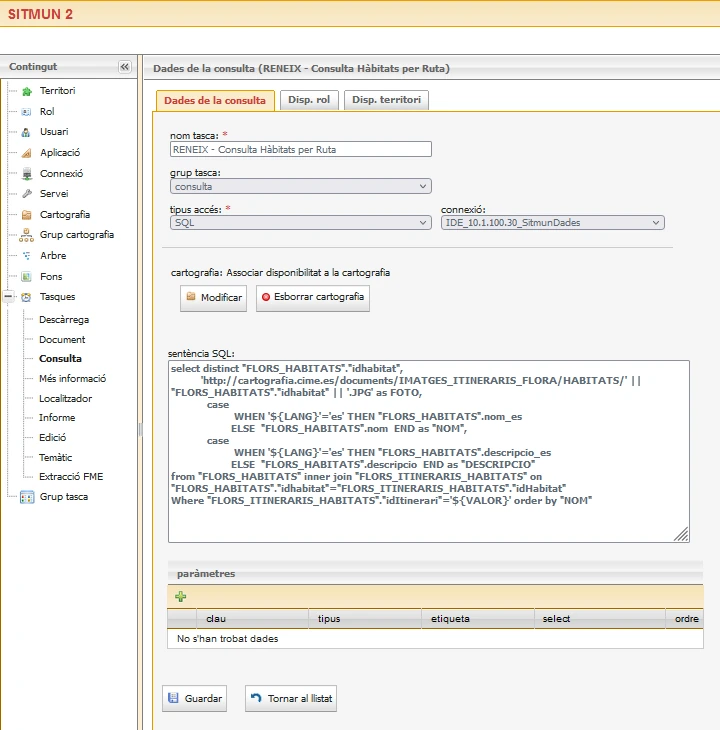 SITMUN 2
Contingut
Territori
Rol
Usuari
Aplicació
Connexió
Servei
Cartografia
Grup cartografia
Arbre
Fons
Tasques
Descàrrega
Document
Consulta
Més informació
Localitzador
Informe
Edició
Temàtic
Extracció FME
Grup tasca
Dades de la consulta (RENEIX - Consulta Hàbitats per Ruta)
Dades de la consulta Disp. rol Disp. territori
nom tasca: *
RENEIX - Consulta Hàbitats per Ruta
grup tasca:
consulta
tipus accés: * connexió:
SQL IDE_10.1.100.30_SitmunDades
cartografia: Associar disponibilitat a la cartografia
Modificar Esborrar cartografia
sentència SQL:
select distinct "FLORS_HABITATS"."idhabitat",
'http://cartografia.cime.es/documents/IMATGES_ITINERARIS_FLORA/HABITATS/' ||
"FLORS_HABITATS"."idhabitat" || '.JPG' as FOTO,
case
WHEN '${LANG}'='es' THEN "FLORS_HABITATS".nom_es
ELSE "FLORS_HABITATS".nom END as "NOM",
case
WHEN '${LANG}'='es' THEN "FLORS_HABITATS".descripcio_es
ELSE "FLORS_HABITATS".descripcio END as "DESCRIPCIO"
from "FLORS_HABITATS" inner join "FLORS_ITINERARIS_HABITATS" on
"FLORS_HABITATS"."idhabitat"="FLORS_ITINERARIS_HABITATS"."idHabitat"
Where "FLORS_ITINERARIS_HABITATS"."idItinerari"='${VALOR}' order by "NOM"
paràmetres
clau tipus etiqueta select ordre
No s'han trobat dades
Guardar Tornar al llistat